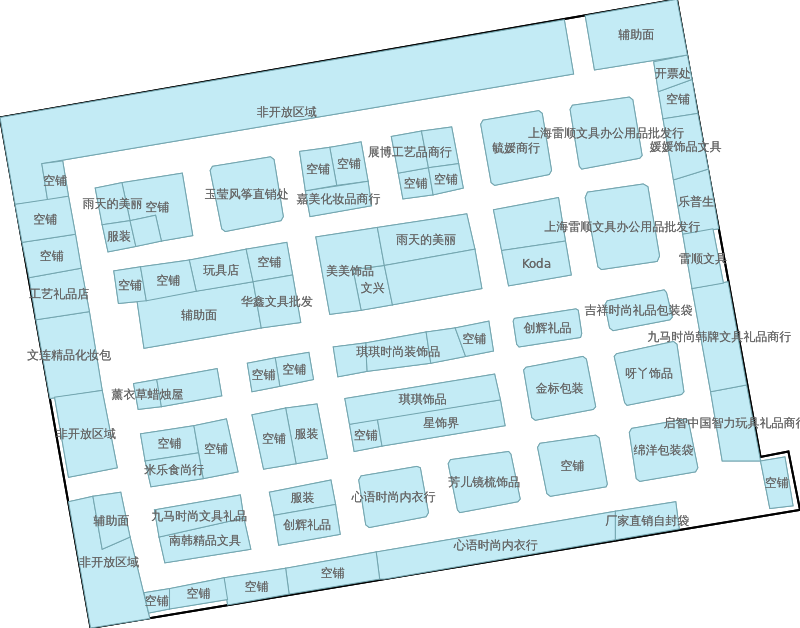 辅助面
开票处
空铺
非开放区域
上海雷顺文具办公用品批发行
毓媛商行
媛媛饰品文具
展博工艺品商行
空铺
空铺
空铺
空铺
嘉美化妆品商行
玉莹风筝直销处
空铺
雨天的美丽
空铺
服装
空铺
乐普生
上海雷顺文具办公用品批发行
雨天的美丽
Koda
雷顺文具
空铺
工艺礼品店
空铺
空铺
玩具店
空铺
美美饰品
文兴
华鑫文具批发
辅助面
吉祥时尚礼品包装袋
创辉礼品
九马时尚韩牌文具礼品商行
空铺
琪琪时尚装饰品
文连精品化妆包
空铺
空铺
呀丫饰品
金标包装
薰衣草蜡烛屋
琪琪饰品
星饰界
空铺
启智中国智力玩具礼品商行
非开放区域
空铺
空铺
空铺
服装
米乐食尚行
绵洋包装袋
空铺
芳儿镜梳饰品
心语时尚内衣行
空铺
服装
创辉礼品
九马时尚文具礼品
南韩精品文具
辅助面
厂家直销自封袋
心语时尚内衣行
非开放区域
空铺
空铺
空铺
空铺